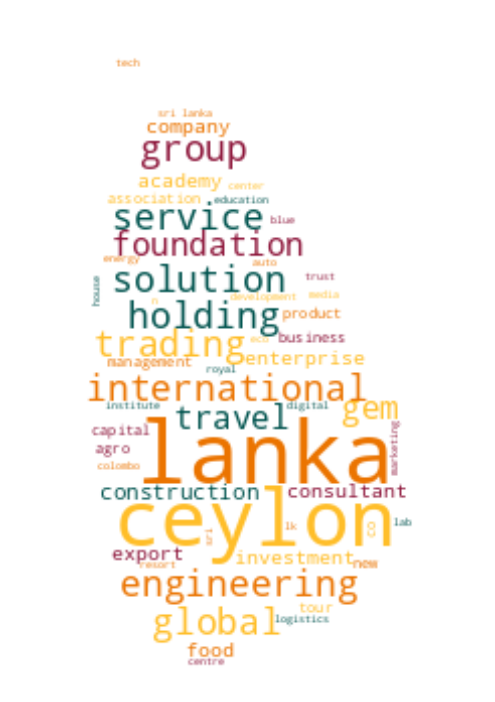 tech
sri lanka
company
group
academy center
association education
service blue
foundation
energy auto
solution trust
house n development media
holding product
trading eco business
management enterprise
royal
international
institute travel digital gem
capital lanka marketing
agro
colombo
construction consultant
ceylon co lab
sri lk
export investment new
resort
engineering
global tour
logistics
food
centre